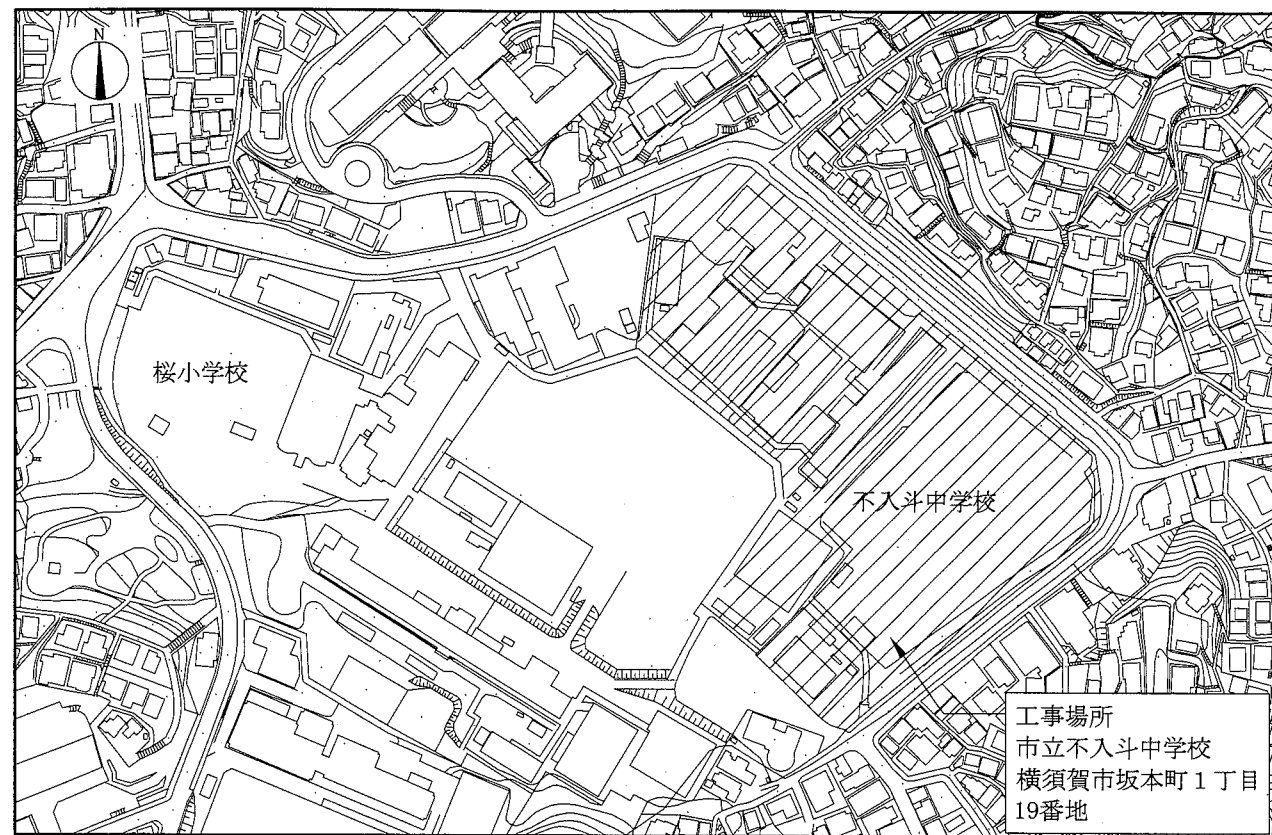 N
桜小学校
不入斗中学校
工事場所
市立不入斗中学校
横須賀市坂本町1丁目
19番地